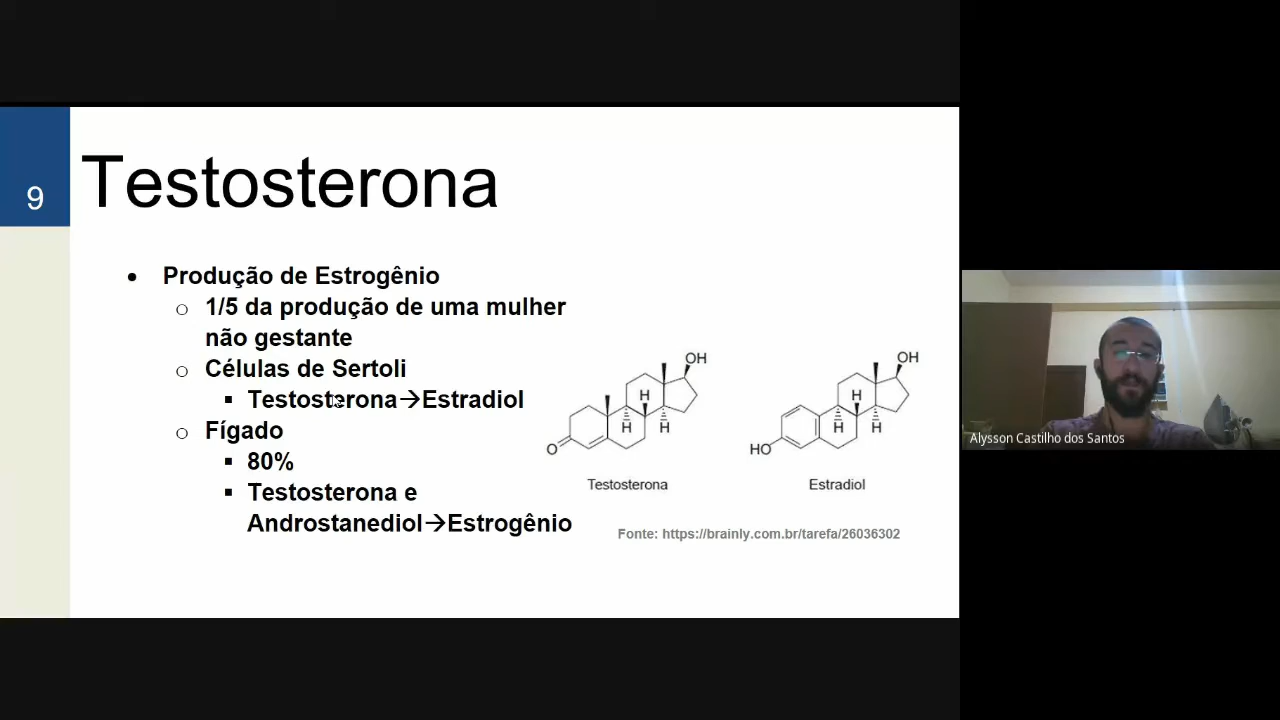 9
Testosterona
• Produção de Estrogênio
○ 1/5 da produção de uma mulher
não gestante
○ Células de Sertoli
▪ Testosterona→Estradiol
○ Fígado
▪ 80%
▪ Testosterona e
Androstanediol→Estrogênio
OH
H
H
H
O
Testosterona
OH
H
H
H
HO
Estradiol
Fonte: https://brainly.com.br/tarefa/26036302
Alysson Castilho dos Santos